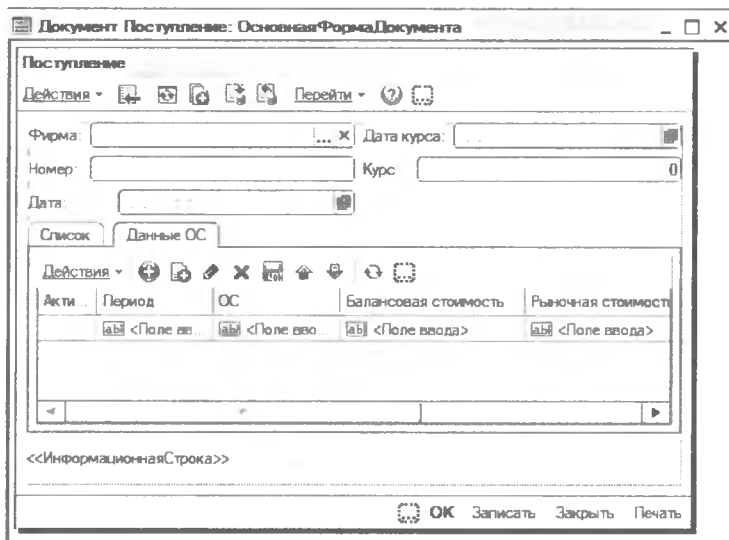 Документ Поступление: ОсновнаяФормаДокумента
Поступление
Действия Перейти
Фирма: ... x Дата курса:
Номер: Курс 0
Дата:
Список Данные ОС
Действия
Акти... Период ОС Балансовая стоимость Рыночная стоимост
<Поле вв... <Поле вво... <Поле ввода> <Поле ввода>
<<ИнформационнаяСтрока>>
OK Записать Закрыть Печать